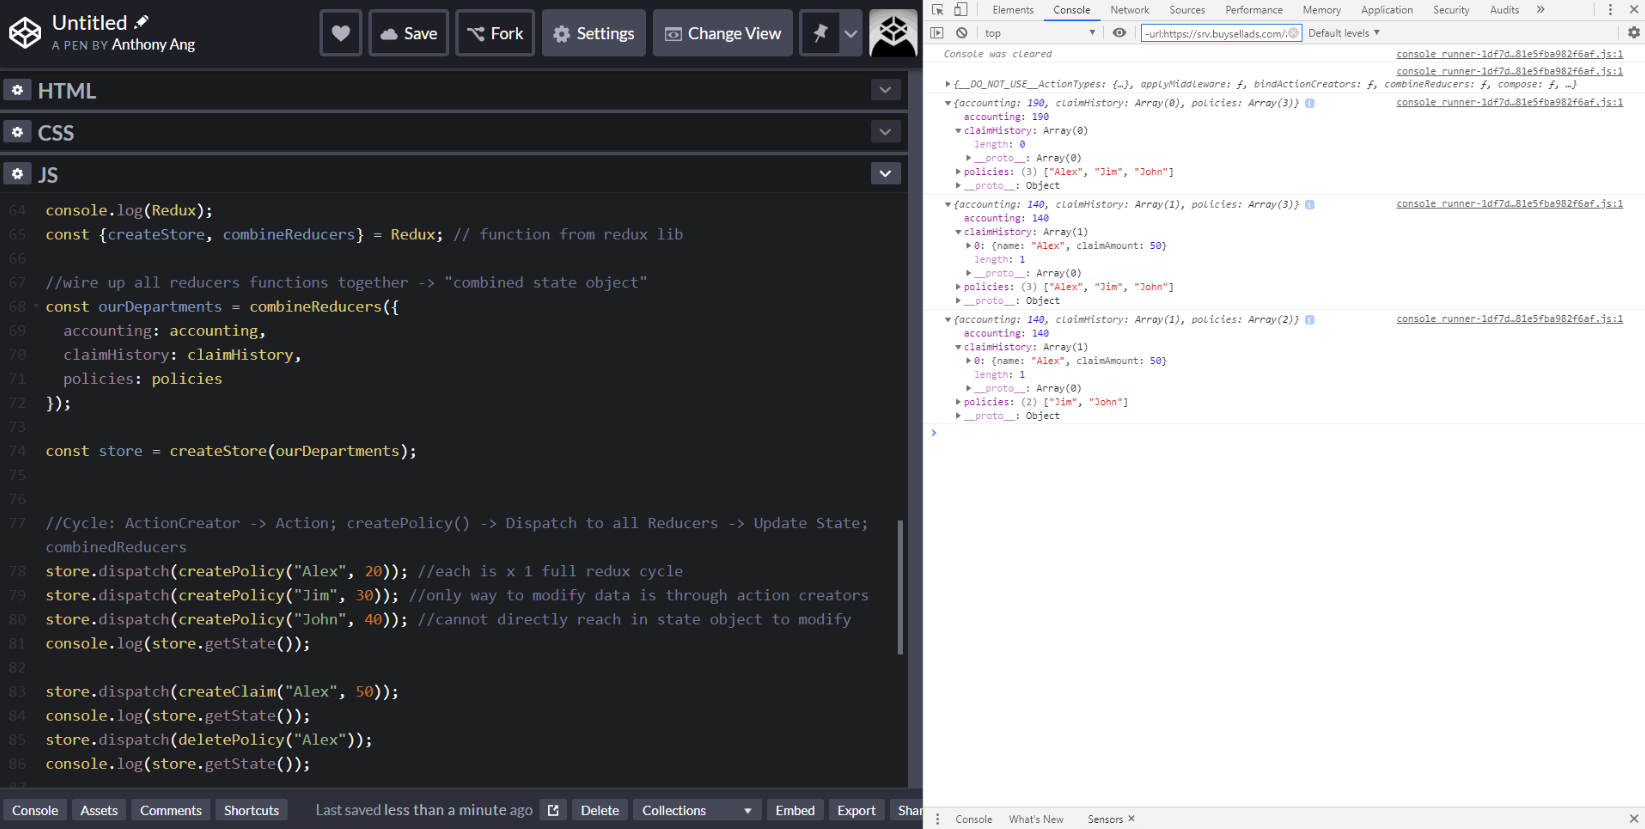 Untitled
A PEN BY Anthony Ang
Save
Fork
Settings
Change View
HTML
CSS
JS
64 console.log(Redux);
65 const {createStore, combineReducers} = Redux; // function from redux lib
66
67 //wire up all reducers functions together -> "combined state object"
68 const ourDepartments = combineReducers({
69 accounting: accounting,
70 claimHistory: claimHistory,
71 policies: policies
72 });
73
74 const store = createStore(ourDepartments);
75
76
77 //Cycle: ActionCreator -> Action; createPolicy() -> Dispatch to all Reducers -> Update State;
combinedReducers
78 store.dispatch(createPolicy("Alex", 20)); //each is x 1 full redux cycle
79 store.dispatch(createPolicy("Jim", 30)); //only way to modify data is through action creators
80 store.dispatch(createPolicy("John", 40)); //cannot directly reach in state object to modify
81 console.log(store.getState());
82
83 store.dispatch(createClaim("Alex", 50));
84 console.log(store.getState());
85 store.dispatch(deletePolicy("Alex"));
86 console.log(store.getState());
Console Assets Comments Shortcuts Last saved less than a minute ago Delete Collections Embed Export Shar
Elements Console Network Sources Performance Memory Application Security Audits »
top -url:https://srv.buysellads.com/ Default levels
Console was cleared console_runner-1df7d…81e5fba982f6af.js:1
console_runner-1df7d…81e5fba982f6af.js:1
{__DO_NOT_USE__ActionTypes: {…}, applyMiddleware: ƒ, bindActionCreators: ƒ, combineReducers: ƒ, compose: ƒ, …}
{accounting: 190, claimHistory: Array(0), policies: Array(3)} console_runner-1df7d…81e5fba982f6af.js:1
accounting: 190
claimHistory: Array(0)
length: 0
__proto__: Array(0)
policies: (3) ["Alex", "Jim", "John"]
__proto__: Object
{accounting: 140, claimHistory: Array(1), policies: Array(3)} console_runner-1df7d…81e5fba982f6af.js:1
accounting: 140
claimHistory: Array(1)
0: {name: "Alex", claimAmount: 50}
length: 1
__proto__: Array(0)
policies: (3) ["Alex", "Jim", "John"]
__proto__: Object
{accounting: 140, claimHistory: Array(1), policies: Array(2)} console_runner-1df7d…81e5fba982f6af.js:1
accounting: 140
claimHistory: Array(1)
0: {name: "Alex", claimAmount: 50}
length: 1
__proto__: Array(0)
policies: (2) ["Jim", "John"]
__proto__: Object
Console What's New Sensors